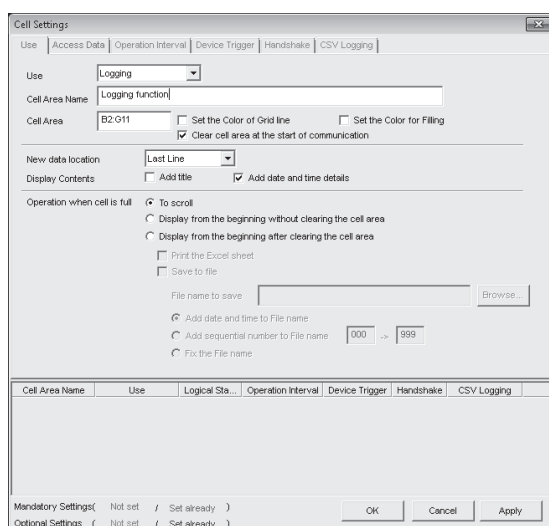 Cell Settings
Use Access Data Operation Interval Device Trigger Handshake CSV Logging
Use Logging
Cell Area Name Logging function
Cell Area B2:G11 Set the Color of Grid line Set the Color for Filling
Clear cell area at the start of communication
New data location Last Line
Display Contents Add title Add date and time details
Operation when cell is full To scroll
Display from the beginning without clearing the cell area
Display from the beginning after clearing the cell area
Print the Excel sheet
Save to file
File name to save Browse...
Add date and time to File name
Add sequential number to File name 000 -> 999
Fix the File name
Cell Area Name Use Logical Sta... Operation Interval Device Trigger Handshake CSV Logging
Mandatory Settings( Not set / Set already ) OK Cancel Apply
Optional Settings ( Not set / Set already )